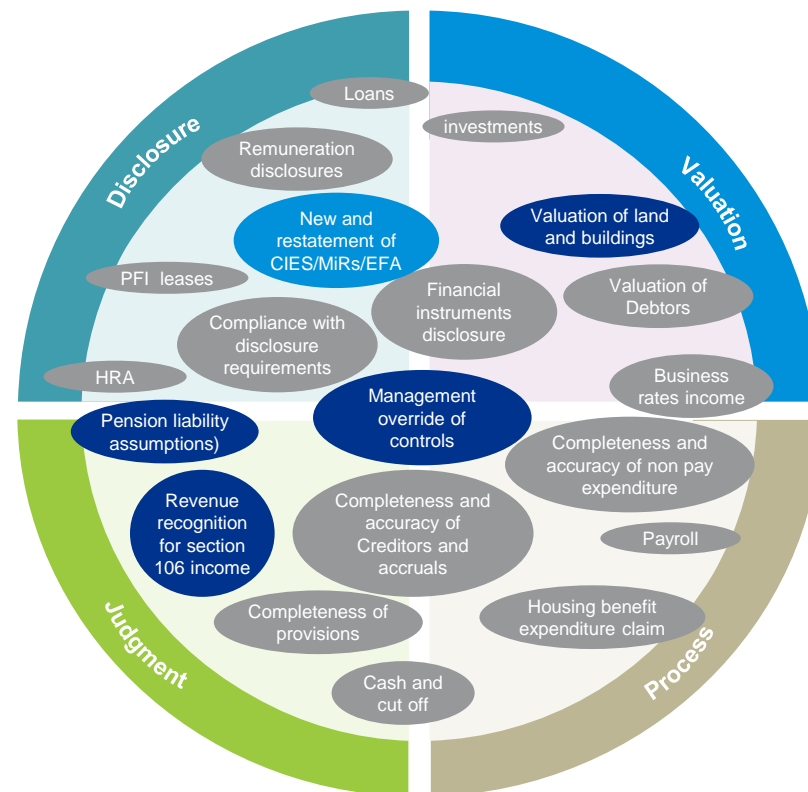 Loans
investments
Disclosure
Remuneration
disclosures
Valuation
New and
restatement of
CIES/MiRs/EFA
Valuation of land
and buildings
PFI leases
Financial
instruments
disclosure
Valuation of
Debtors
Compliance with
disclosure
requirements
HRA
Business
rates income
Management
override of
controls
Pension liability
assumptions)
Completeness and
accuracy of non pay
expenditure
Revenue
recognition
for section
106 income
Completeness and
accuracy of
Creditors and
accruals
Payroll
Judgment
Completeness of
provisions
Housing benefit
expenditure claim
Process
Cash and
cut off